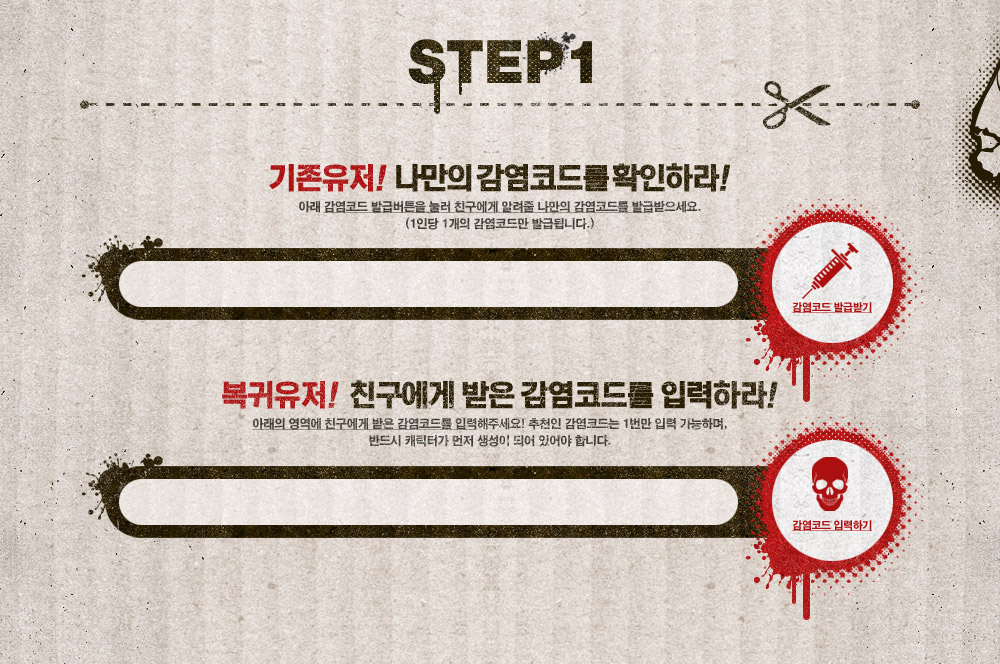 STEP1
기존유저! 나만의 감염코드를 확인하라!
아래 감염코드 발급버튼을 눌러 친구에게 알려줄 나만의 감염코드를 발급받으세요.
(1인당 1개의 감염코드만 발급됩니다.)
감염코드 발급받기
복귀유저! 친구에게 받은 감염코드를 입력하라!
아래의 영역에 친구에게 받은 감염코드를 입력해주세요! 추천인 감염코드는 1번만 입력 가능하며,
반드시 캐릭터가 먼저 생성이 되어 있어야 합니다.
감염코드 입력하기